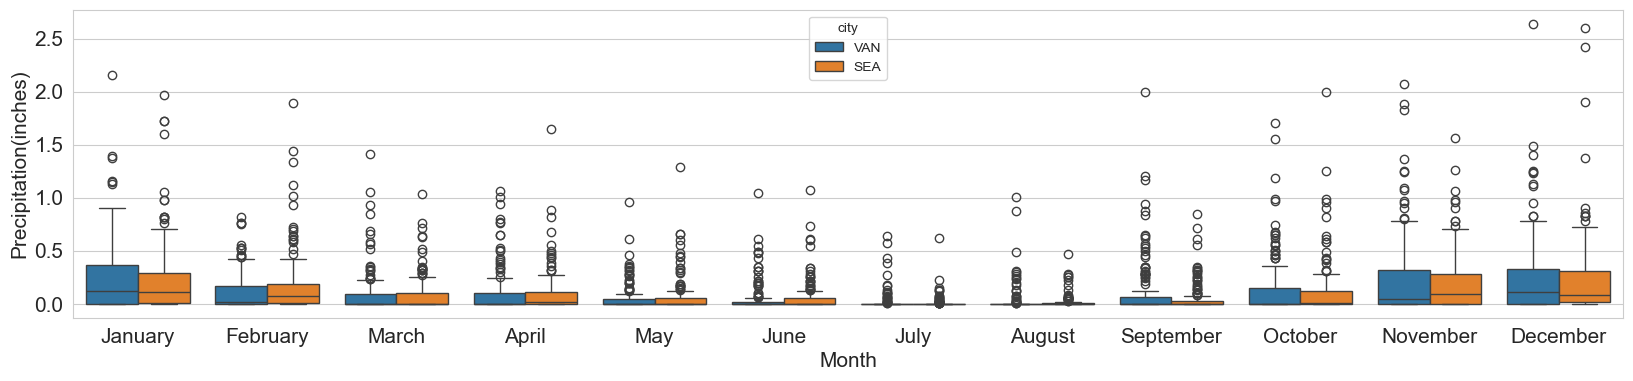 city
VAN
SEA
Precipitation(inches)
2.5
2.0
1.5
1.0
0.5
0.0
January February March April May June July August September October November December
Month